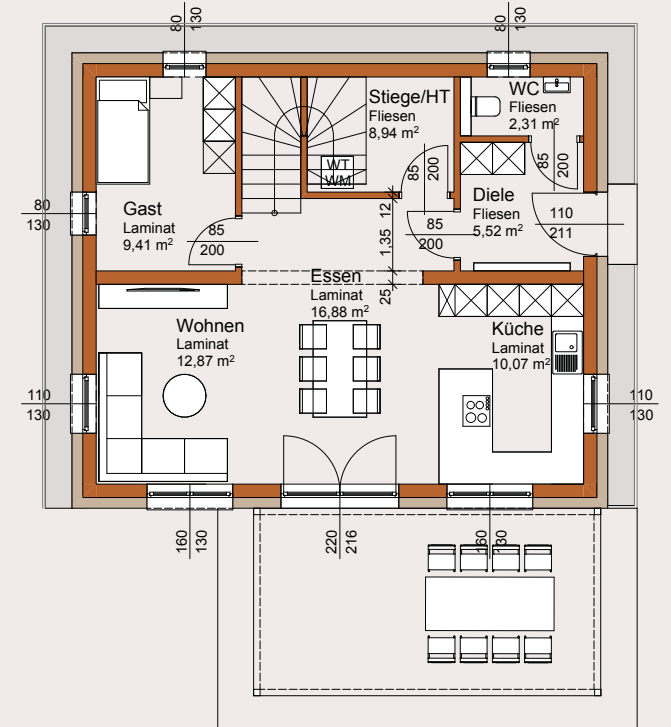 80
130
80
130
Stiege/HT
Fliesen
8,94 m²
WC
Fliesen
2,31 m²
WT
WM
85
200
85
200
80
130
Gast
Laminat
9,41 m²
85
200
12
1,35
25
85
200
Diele
Fliesen
5,52 m²
110
211
Essen
Laminat
16,88 m²
Wohnen
Laminat
12,87 m²
Küche
Laminat
10,07 m²
110
130
110
130
160
130
220
216
160
130